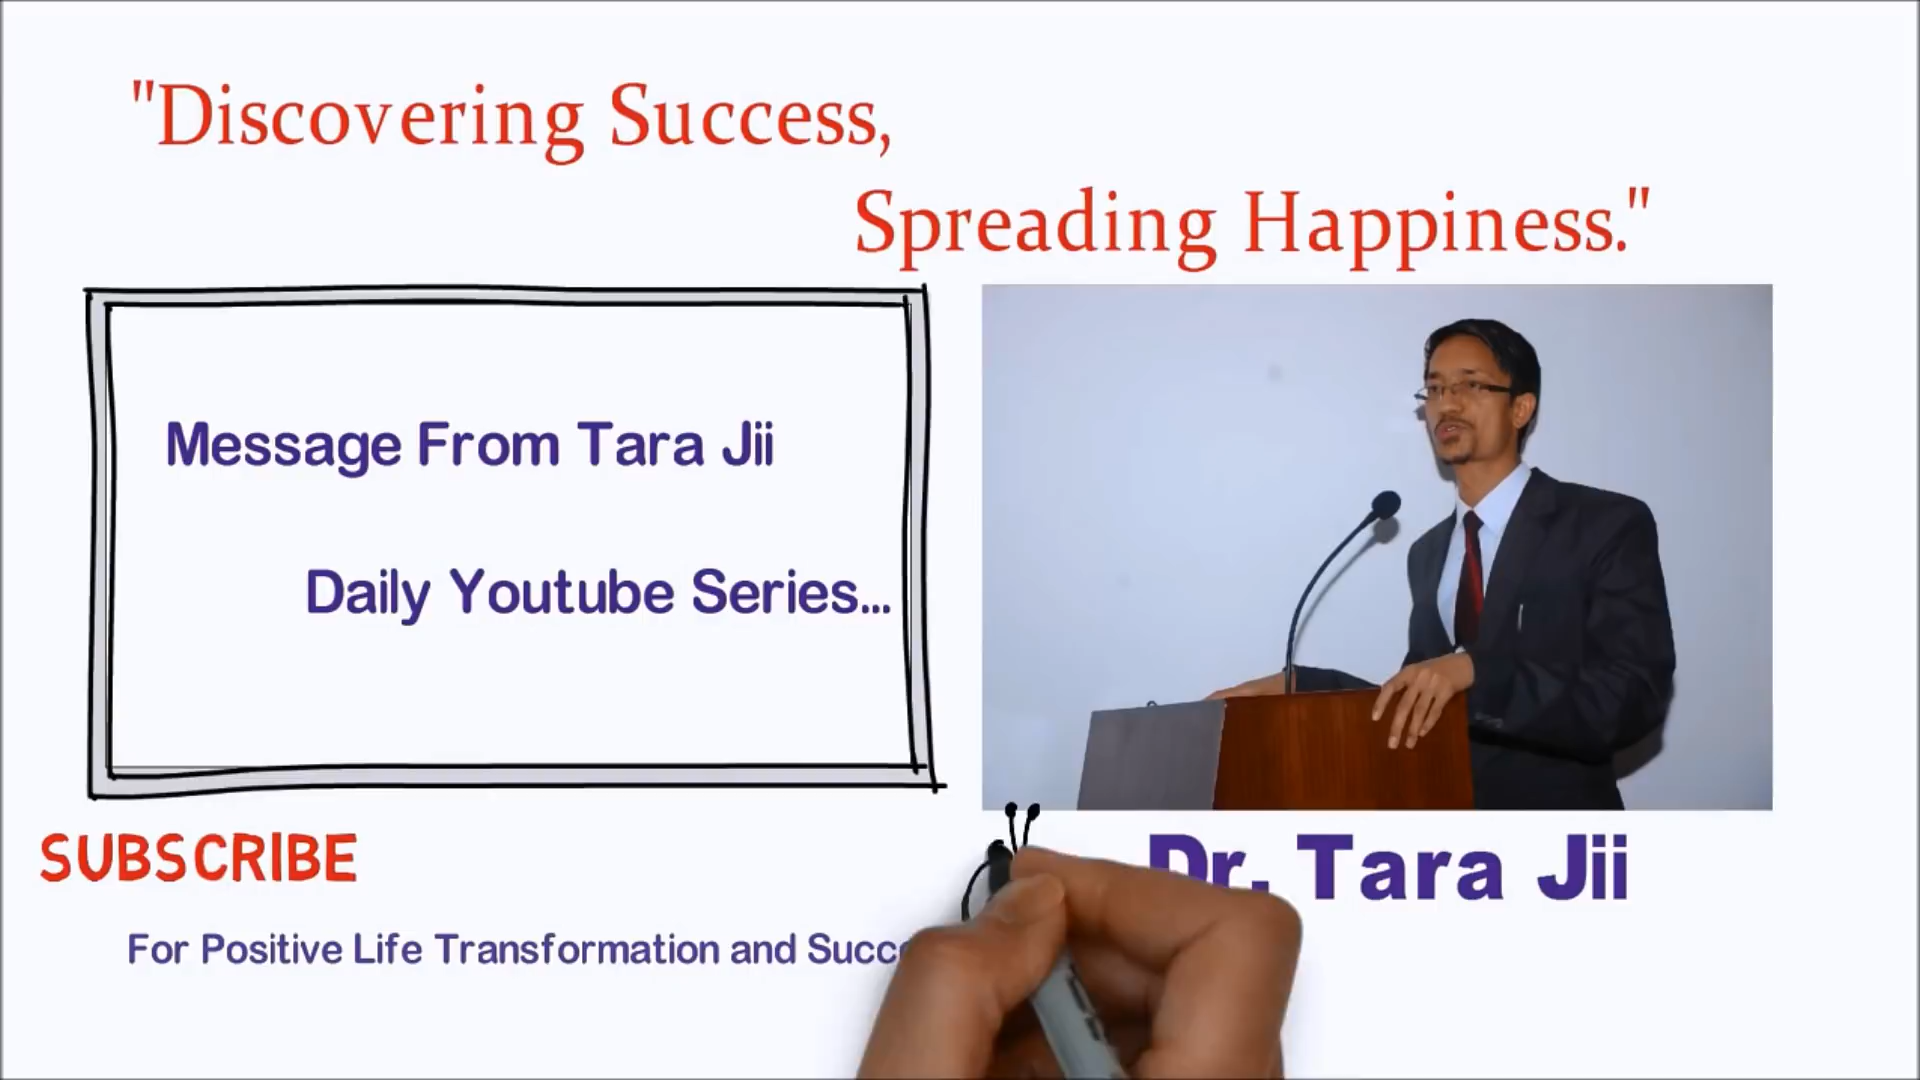 "Discovering Success,
Spreading Happiness."
Message From Tara Jii
Daily Youtube Series...
SUBSCRIBE
Dr. Tara Jii
For Positive Life Transformation and